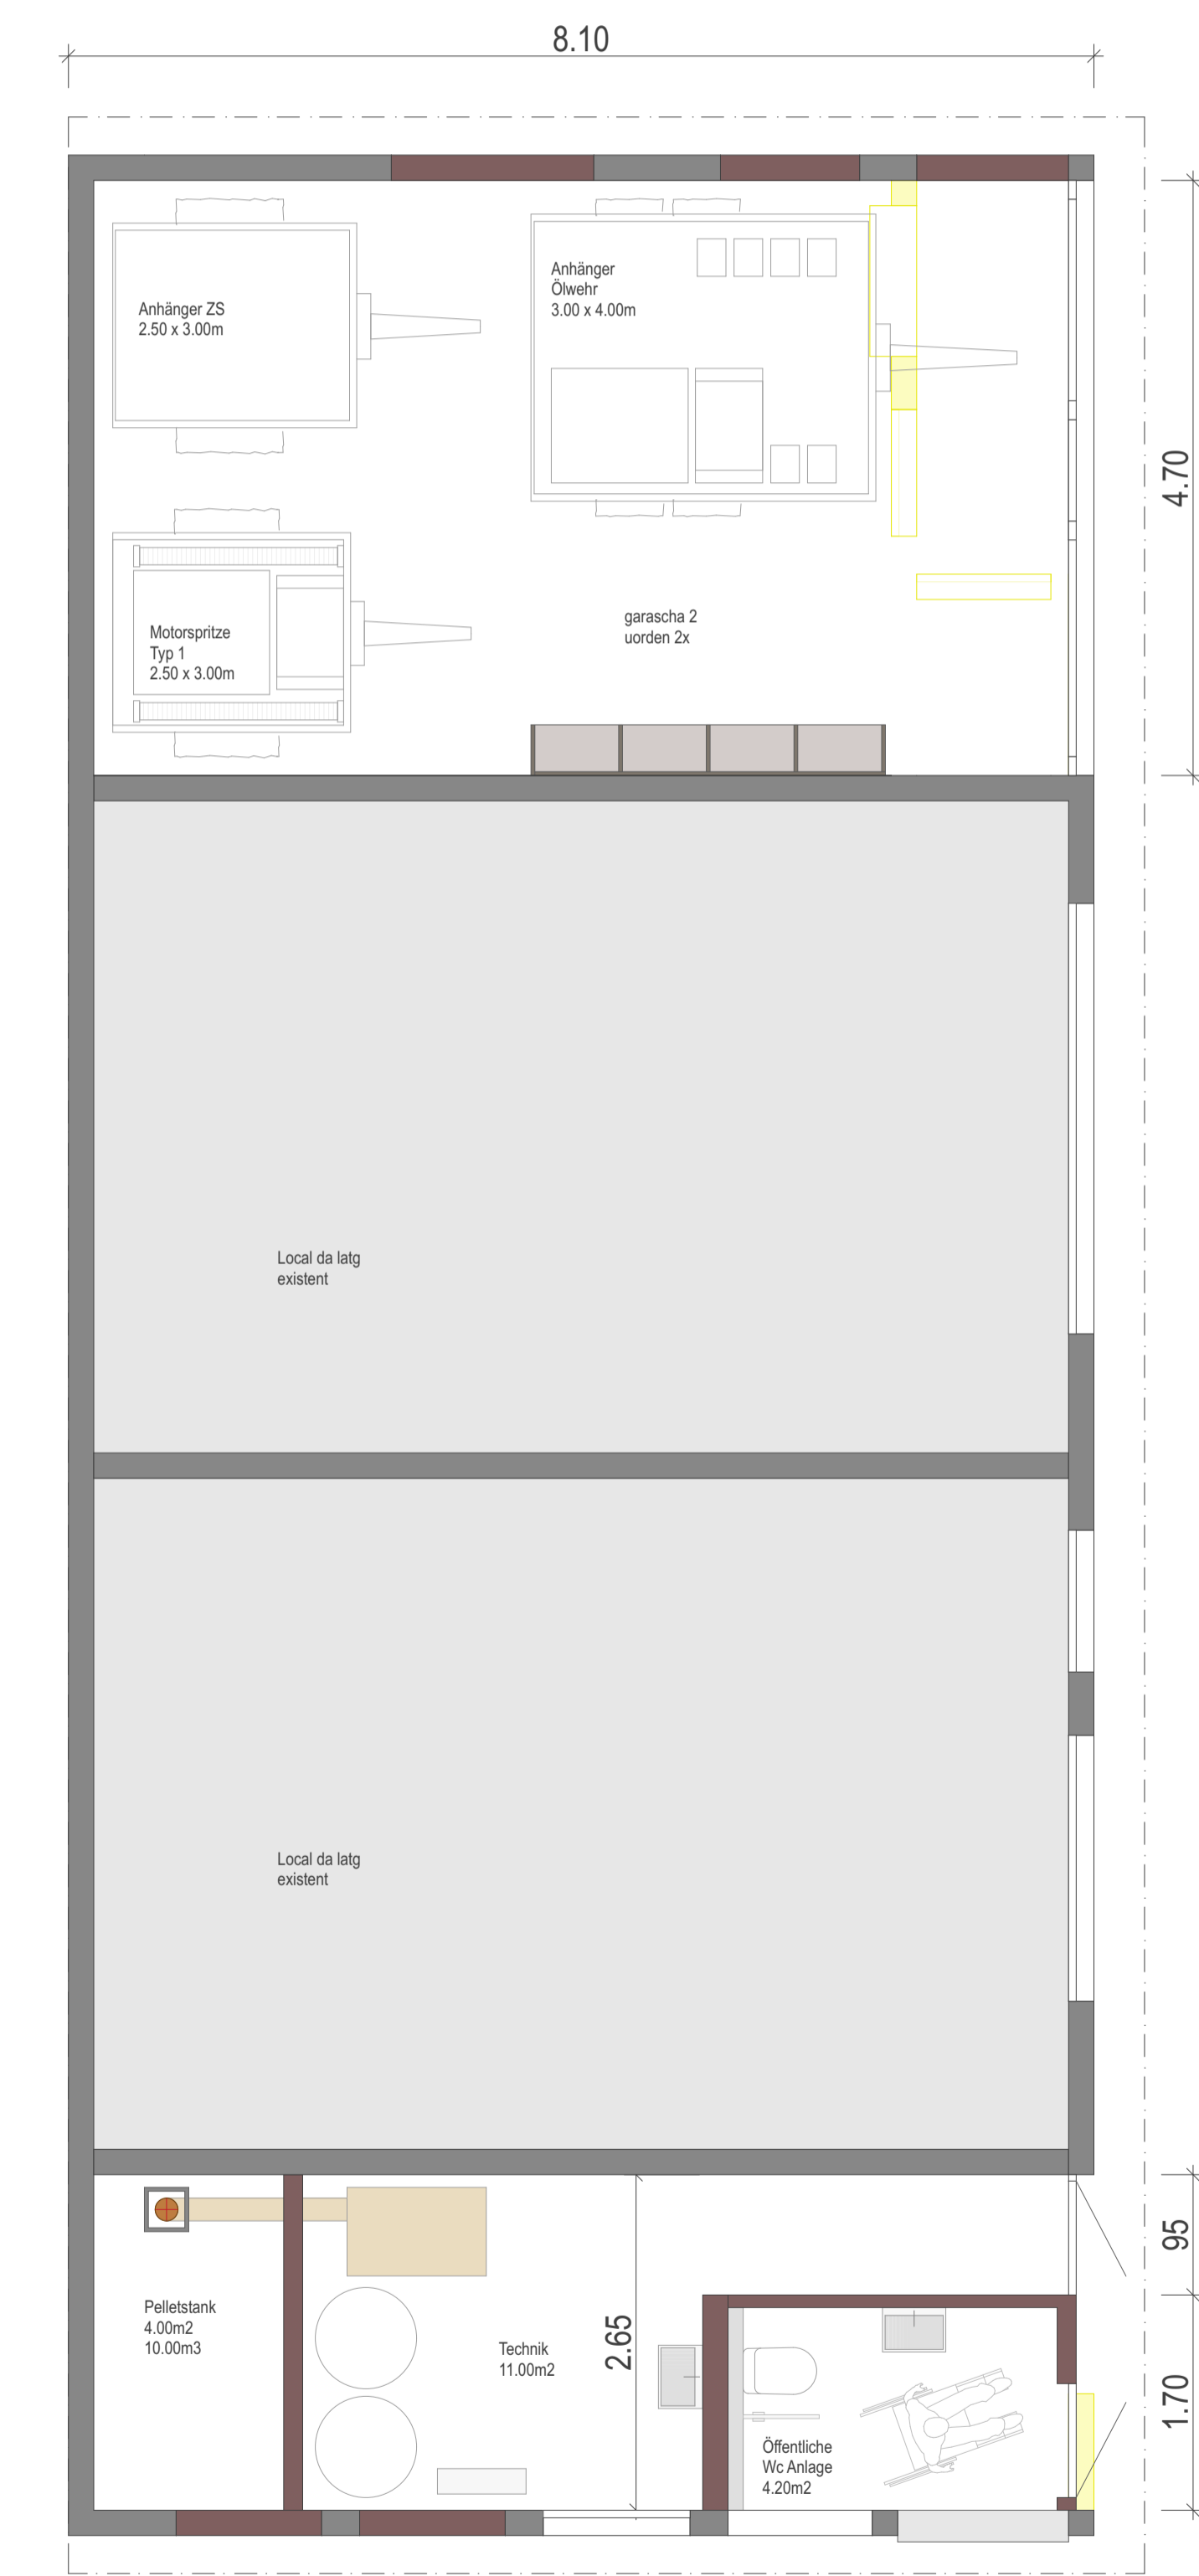 8.10
Anhänger ZS
2.50 x 3.00m
Anhänger
Ölwehr
3.00 x 4.00m
4.70
Motorspritze
Typ 1
2.50 x 3.00m
garascha 2
uorden 2x
Local da latg
existent
Local da latg
existent
95
Pelletstank
4.00m2
10.00m3
Technik
11.00m2
2.65
Öffentliche
Wc Anlage
4.20m2
1.70